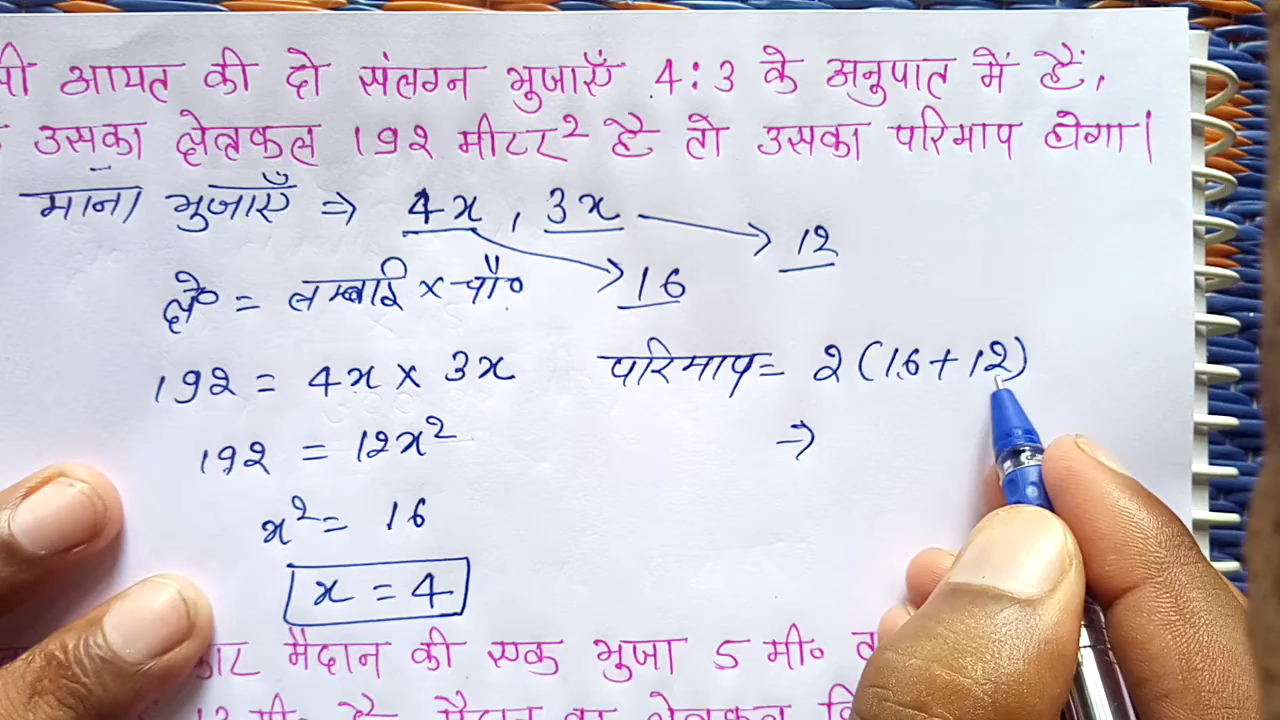 आयत की दो संलग्न भुजाएँ 4:3 के अनुपात में हैं,
उसका क्षेत्रफल 192 मीटर² है तो उसका परिमाप होगा।
माना भुजाएँ ⇒ 4x , 3x → 12
क्षे० = लम्बाई × चौ० → 16
192 = 4x × 3x
परिमाप = 2(16+12)
192 = 12x²
⇒
x² = 16
x = 4
मैदान की एक भुजा 5 मी०